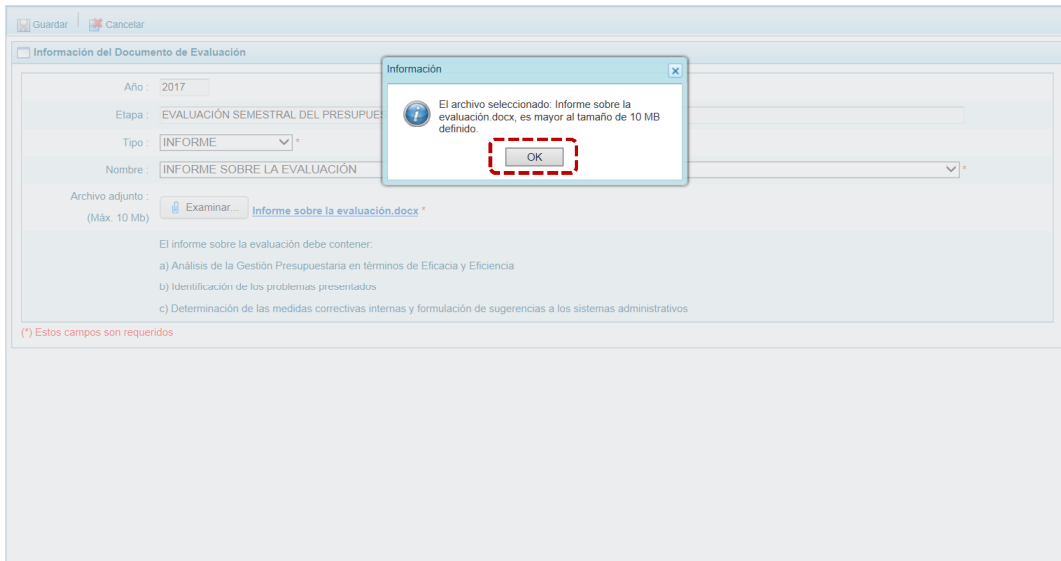 Guardar Cancelar
Información del Documento de Evaluación
Información
El archivo seleccionado: Informe sobre la
evaluación.docx, es mayor al tamaño de 10 MB
definido.
OK
Año : 2017
Etapa : EVALUACIÓN SEMESTRAL DEL
Tipo : INFORME *
Nombre : INFORME SOBRE LA EVALUACIÓN *
Archivo adjunto :
(Máx. 10 Mb) Examinar... Informe sobre la evaluación.docx *
El informe sobre la evaluación debe contener:
a) Análisis de la Gestión Presupuestaria en términos de Eficacia y Eficiencia
b) Identificación de los problemas presentados
c) Determinación de las medidas correctivas internas y formulación de sugerencias a los sistemas administrativos
(*) Estos campos son requeridos